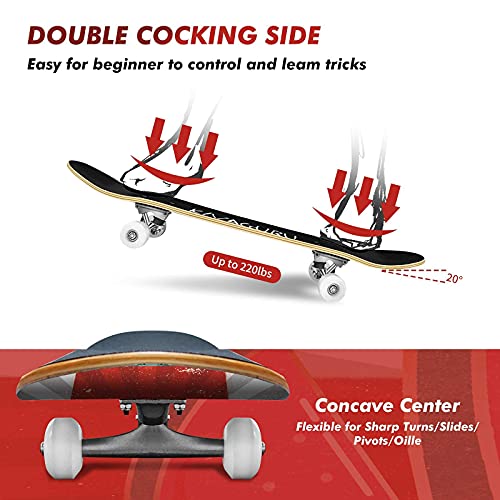 DOUBLE COCKING SIDE
Easy for beginner to control and leam tricks
CAZAGURU
Up to 220lbs
20°
Concave Center
Flexible for Sharp Turns/Slides/
Pivots/Oille